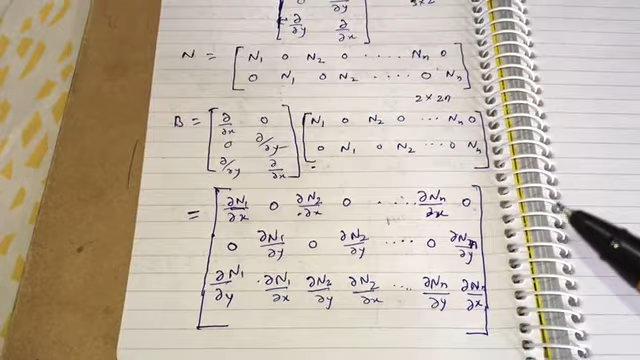 0 ∂/∂y
∂/∂y ∂/∂x 3×2
N = [ N₁ 0 N₂ 0 ..... Nₙ 0
0 N₁ 0 N₂ ..... 0 Nₙ ]
2×2n
B = [ ∂/∂x 0 ] [ N₁ 0 N₂ 0 ... Nₙ 0
0 ∂/∂y
∂/∂y ∂/∂x ] 0 N₁ 0 N₂ ... 0 Nₙ ]
= [ ∂N₁/∂x 0 ∂N₂/∂x 0 ..... ∂Nₙ/∂x 0
0 ∂N₁/∂y 0 ∂N₂/∂y ..... 0 ∂Nₙ/∂y
∂N₁/∂y ∂N₁/∂x ∂N₂/∂y ∂N₂/∂x ... ∂Nₙ/∂y ∂Nₙ/∂x ]